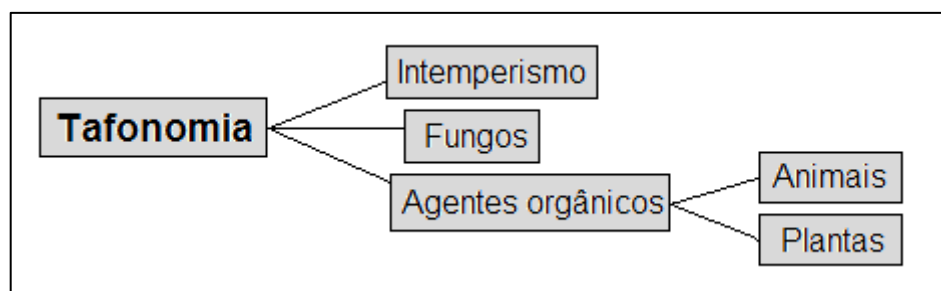 Tafonomia
Intemperismo
Fungos
Agentes orgânicos
Animais
Plantas